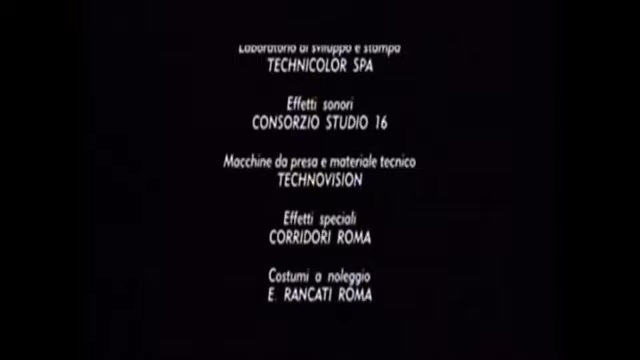 Laboratorio di sviluppo e stampa
TECHNICOLOR SPA
Effetti sonori
CONSORZIO STUDIO 16
Macchine da presa e materiale tecnico
TECHNOVISION
Effetti speciali
CORRIDORI ROMA
Costumi a noleggio
E. RANCATI ROMA